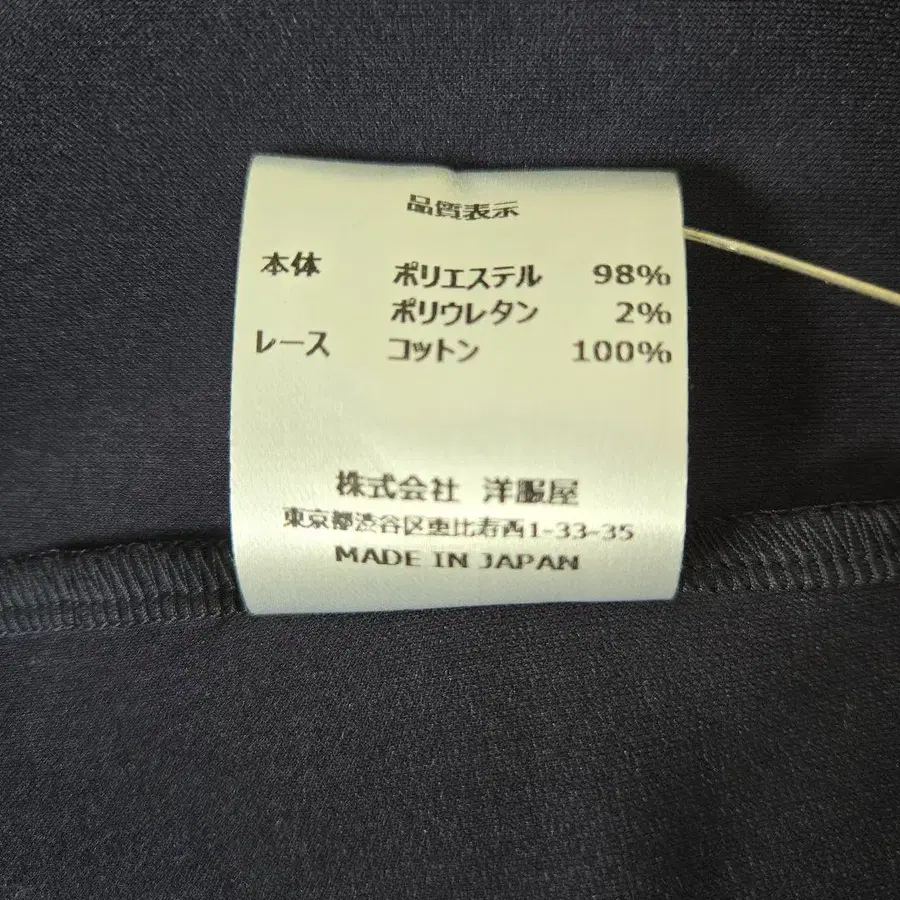 品質表示
本体 ポリエステル 98%
ポリウレタン 2%
レース コットン 100%
株式会社 洋服屋
東京都渋谷区恵比寿西1-33-35
MADE IN JAPAN